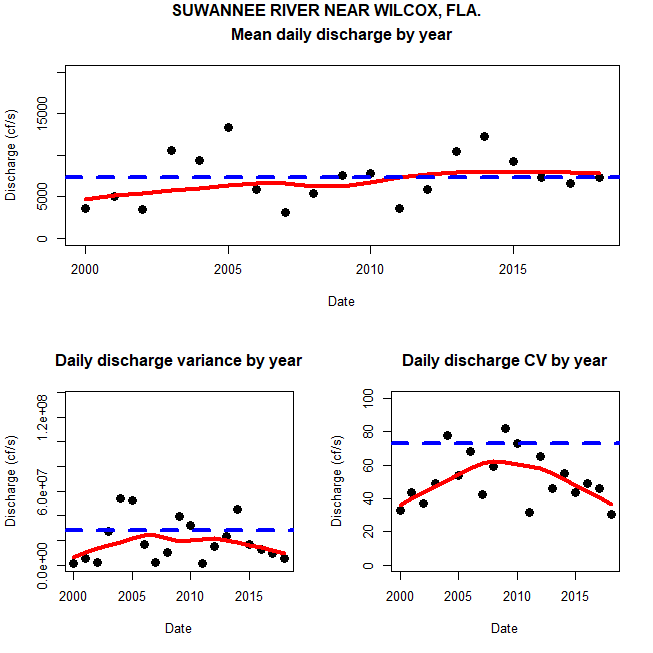 SUWANNEE RIVER NEAR WILCOX, FLA.
Mean daily discharge by year
Discharge (cf/s)
15000
5000
0
2000 2005 2010 2015
Date
Daily discharge variance by year
Discharge (cf/s)
1.2e+08
6.0e+07
0.0e+00
2000 2005 2010 2015
Date
Daily discharge CV by year
Discharge (cf/s)
100
80
60
40
20
0
2000 2005 2010 2015
Date